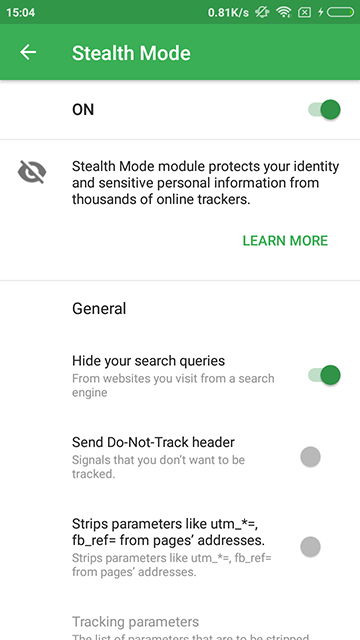 15:04
0.81K/s
Stealth Mode
ON
Stealth Mode module protects your identity
and sensitive personal information from
thousands of online trackers.
LEARN MORE
General
Hide your search queries
From websites you visit from a search
engine
Send Do-Not-Track header
Signals that you don’t want to be
tracked.
Strips parameters like utm_*=,
fb_ref= from pages’ addresses.
Strips parameters like utm_*=, fb_ref=
from pages’ addresses.
Tracking parameters
The list of parameters that are to be stripped